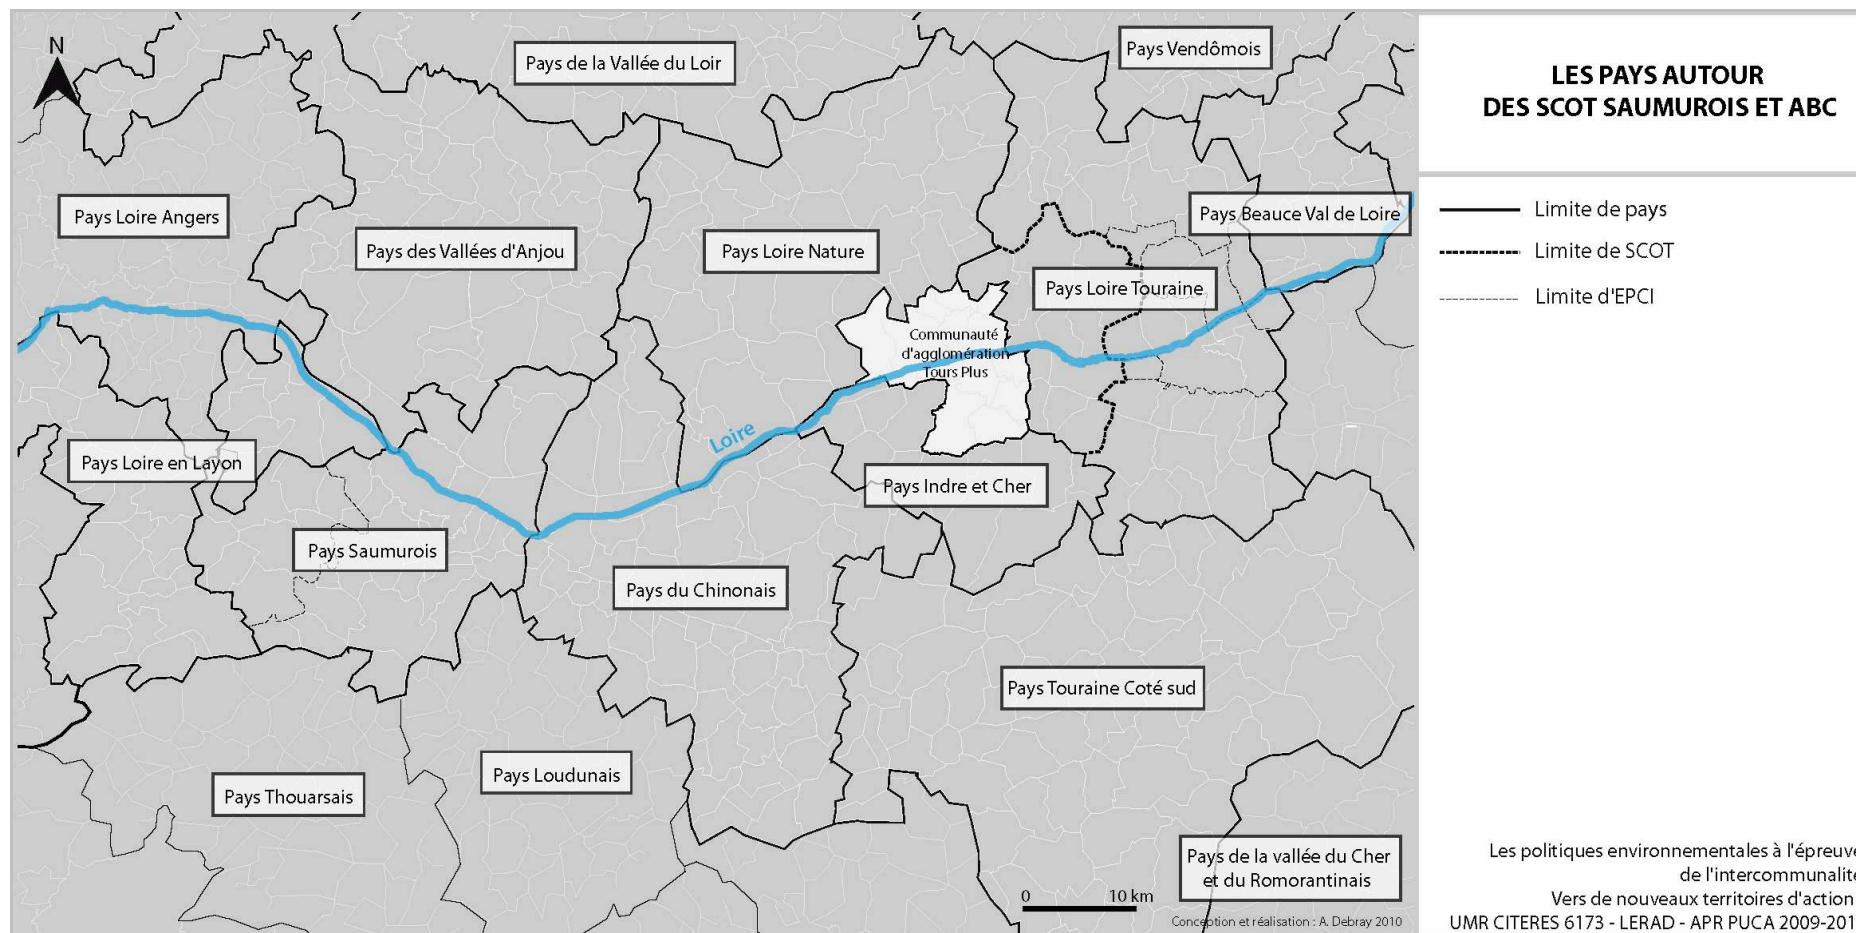 N
Pays de la Vallée du Loir
Pays Vendômois
Pays Loire Angers
Pays des Vallées d'Anjou
Pays Loire Nature
Pays Beauce Val de Loire
Pays Loire Touraine
Communauté
d'agglomération
Tours Plus
Loire
Pays Loire en Layon
Pays Indre et Cher
Pays Saumurois
Pays du Chinonais
Pays Touraine Coté sud
Pays Loudunais
Pays Thouarsais
Pays de la vallée du Cher
et du Romorantinais
0 10 km
Conception et réalisation : A. Debray 2010
LES PAYS AUTOUR
DES SCOT SAUMUROIS ET ABC
Limite de pays
Limite de SCOT
Limite d'EPCI
Les politiques environnementales à l'épreuve
de l'intercommunalité
Vers de nouveaux territoires d'action
UMR CITERES 6173 - LERAD - APR PUCA 2009-201